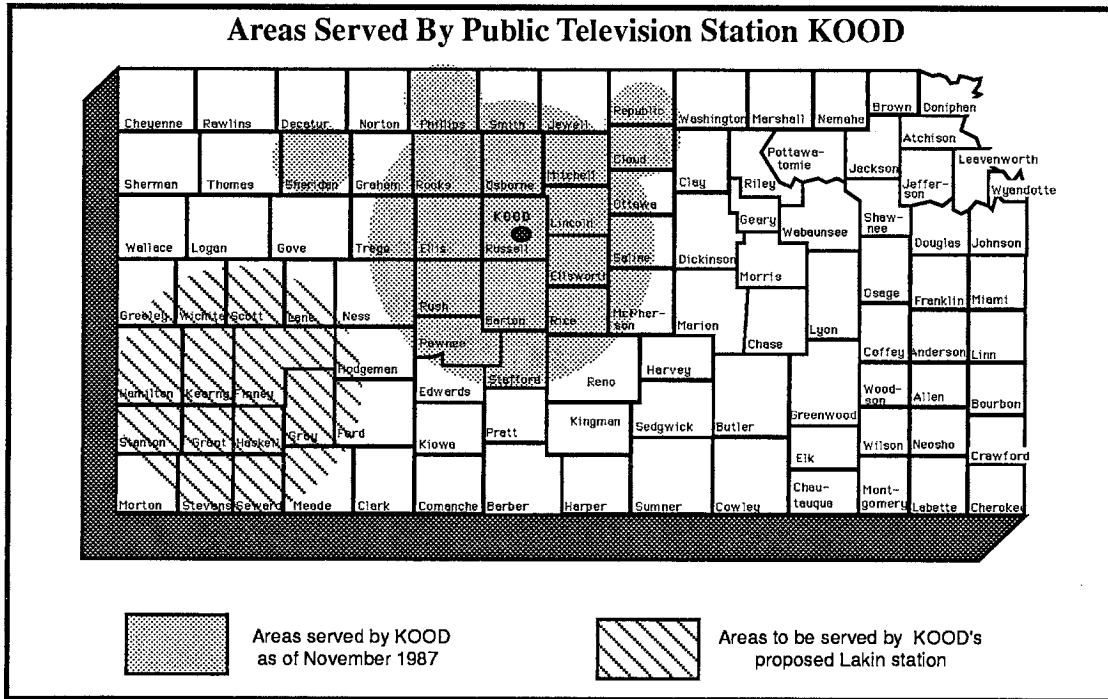 Areas Served By Public Television Station KOOD
Cheyenne Rawlins Decatur Norton Phillips Smith Jewell Republic Washington Marshall Nemaha Brown Doniphan
Atchison
Sherman Thomas Sheridan Graham Rooks Osborne Mitchell Cloud Clay Riley Pottawa-
tomie Jackson Jeffer-
son Leavenworth
Wyandotte
KOOD
Wallace Logan Gove Trego Ellis Russell Lincoln Ottawa Saline Dickinson Geary Wabaunsee Shaw-
nee Douglas Johnson
Ellsworth Morris Osage Franklin Miami
Greeley Wichita Scott Lane Ness Rush Barton Rice McPher-
son Marion Chase Lyon Coffey Anderson Linn
Pawnee
Hamilton Kearny Finney Hodgeman Edwards Stafford Reno Harvey Wood-
son Allen Bourbon
Stanton Grant Haskell Gray Ford Kiowa Pratt Kingman Sedgwick Butler Greenwood Wilson Neosho Crawford
Elk
Morton Stevens Seward Meade Clark Comanche Barber Harper Sumner Cowley Chau-
tauqua Mont-
gomery Labette Cherokee
Areas served by KOOD
as of November 1987
Areas to be served by KOOD's
proposed Lakin station